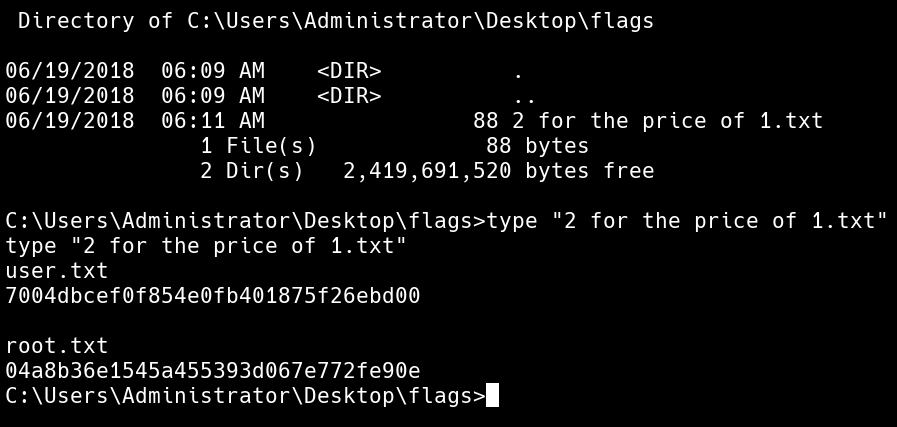 Directory of C:\Users\Administrator\Desktop\flags
06/19/2018  06:09 AM    <DIR>          .
06/19/2018  06:09 AM    <DIR>          ..
06/19/2018  06:11 AM                88 2 for the price of 1.txt
               1 File(s)             88 bytes
               2 Dir(s)   2,419,691,520 bytes free
C:\Users\Administrator\Desktop\flags>type "2 for the price of 1.txt"
type "2 for the price of 1.txt"
user.txt
7004dbcef0f854e0fb401875f26ebd00
root.txt
04a8b36e1545a455393d067e772fe90e
C:\Users\Administrator\Desktop\flags>